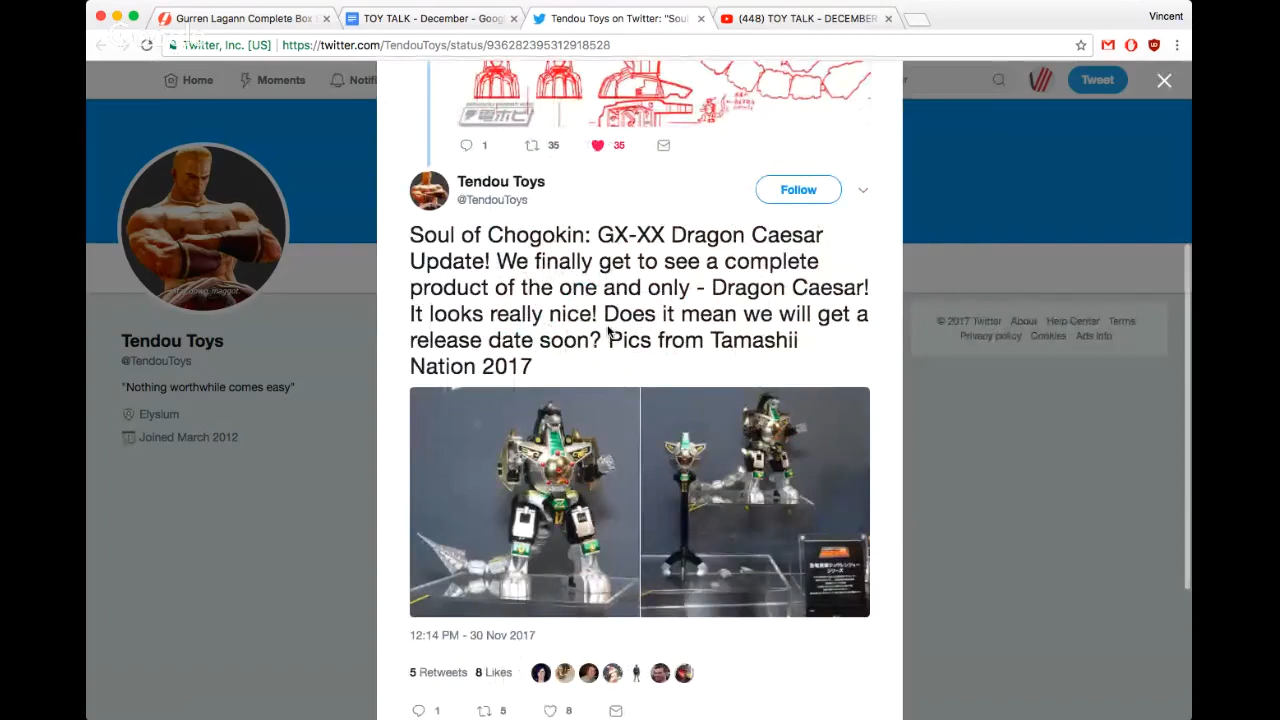 Gurren Lagann Complete Box
TOY TALK - December - Goog
Tendou Toys on Twitter: "Soul
(448) TOY TALK - DECEMBER
Vincent
Twitter, Inc. [US]
https://twitter.com/TendouToys/status/936282395312918528
Home
Moments
Notifi
Tweet
1
35
35
Tendou Toys
@TendouToys
Follow
Soul of Chogokin: GX-XX Dragon Caesar
Update! We finally get to see a complete
product of the one and only - Dragon Caesar!
It looks really nice! Does it mean we will get a
release date soon? Pics from Tamashii
Nation 2017
12:14 PM - 30 Nov 2017
5 Retweets 8 Likes
1
5
8
Tendou Toys
@TendouToys
"Nothing worthwhile comes easy"
Elysium
Joined March 2012
© 2017 Twitter About Help Center Terms
Privacy policy Cookies Ads info